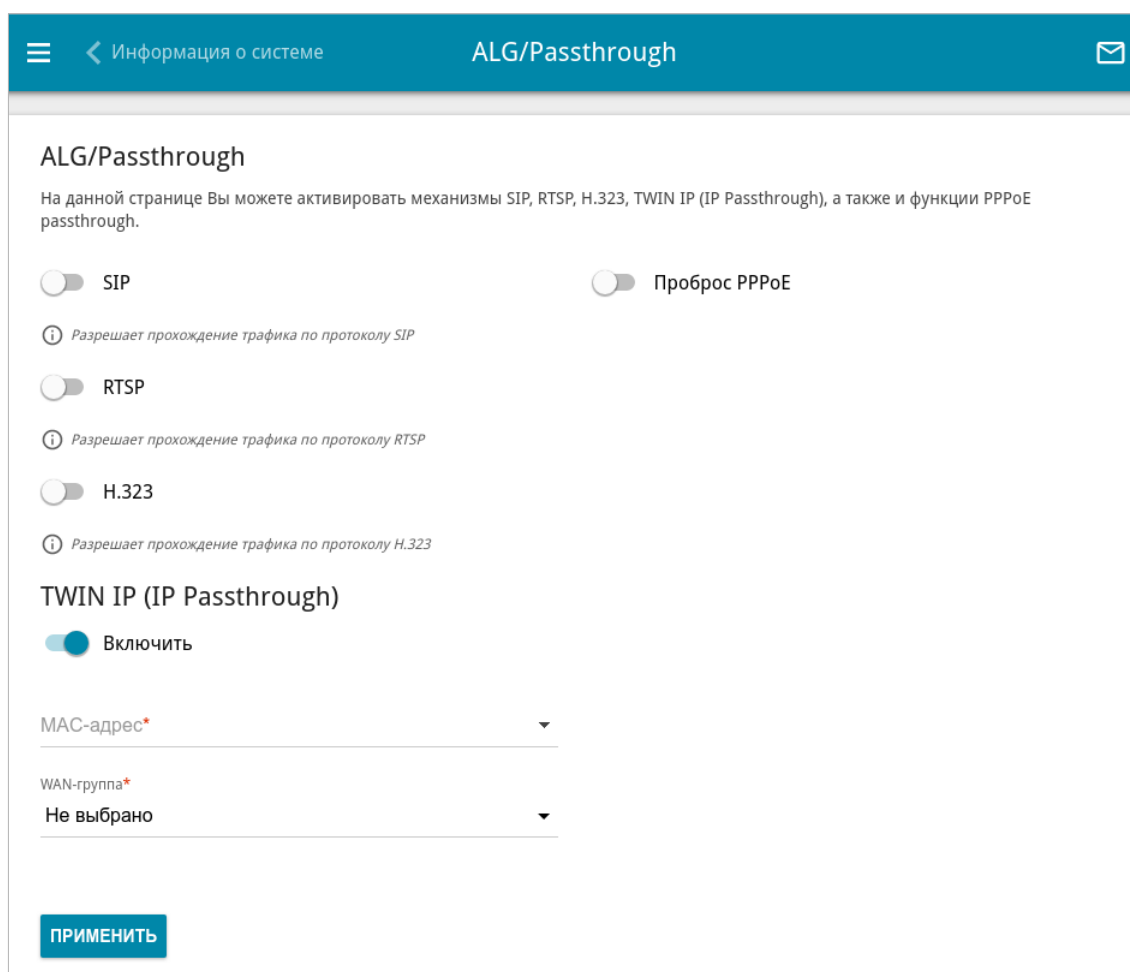 Информация о системе
ALG/Passthrough
ALG/Passthrough
На данной странице Вы можете активировать механизмы SIP, RTSP, H.323, TWIN IP (IP Passthrough), а также и функции PPPoE
passthrough.
SIP
Проброс PPPoE
Разрешает прохождение трафика по протоколу SIP
RTSP
Разрешает прохождение трафика по протоколу RTSP
H.323
Разрешает прохождение трафика по протоколу H.323
TWIN IP (IP Passthrough)
Включить
MAC-адрес*
WAN-группа*
Не выбрано
ПРИМЕНИТЬ